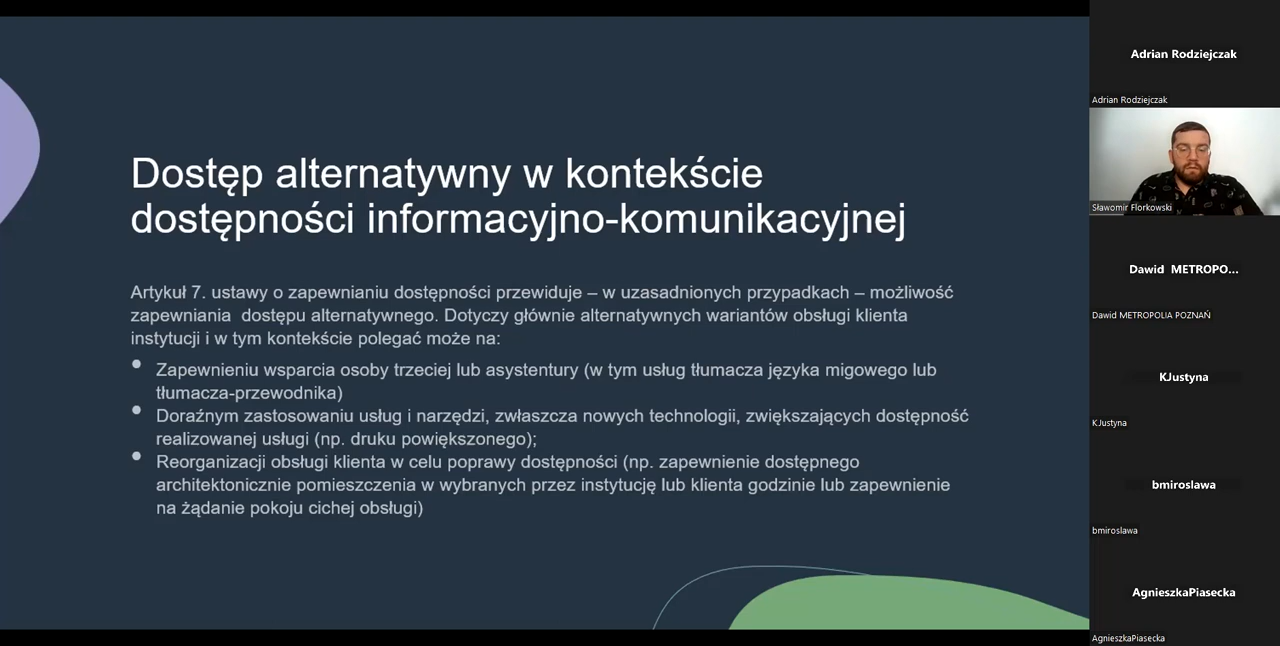 Dostęp alternatywny w kontekście
dostępności informacyjno-komunikacyjnej
Artykuł 7. ustawy o zapewnianiu dostępności przewiduje – w uzasadnionych przypadkach – możliwość
zapewniania  dostępu alternatywnego. Dotyczy głównie alternatywnych wariantów obsługi klienta
instytucji i w tym kontekście polegać może na:
● Zapewnieniu wsparcia osoby trzeciej lub asystentury (w tym usług tłumacza języka migowego lub
tłumacza-przewodnika)
● Doraźnym zastosowaniu usług i narzędzi, zwłaszcza nowych technologii, zwiększających dostępność
realizowanej usługi (np. druku powiększonego);
● Reorganizacji obsługi klienta w celu poprawy dostępności (np. zapewnienie dostępnego
architektonicznie pomieszczenia w wybranych przez instytucję lub klienta godzinie lub zapewnienie
na żądanie pokoju cichej obsługi)
Adrian Rodziejczak
Adrian Rodziejczak
Sławomir Florkowski
Dawid  METROPO...
Dawid METROPOLIA POZNAŃ
KJustyna
KJustyna
bmiroslawa
bmiroslawa
AgnieszkaPiasecka
AgnieszkaPiasecka